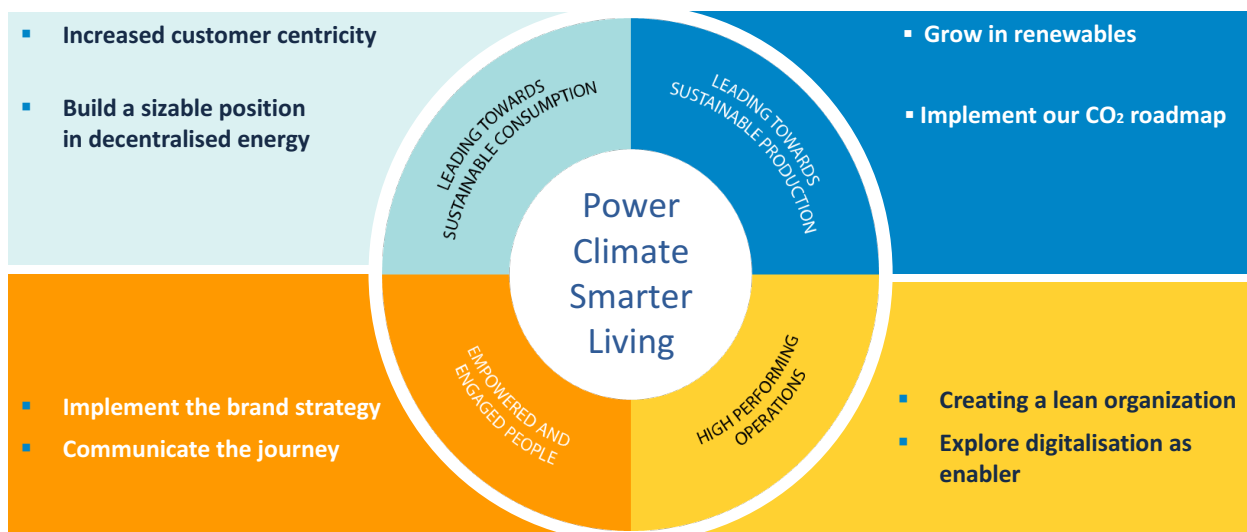 Increased customer centricity
Build a sizable position
in decentralised energy
LEADING TOWARDS
SUSTAINABLE CONSUMPTION
LEADING TOWARDS
SUSTAINABLE PRODUCTION
▪ Grow in renewables
▪ Implement our CO₂ roadmap
Power
Climate
Smarter
Living
Implement the brand strategy
Communicate the journey
EMPOWERED AND
ENGAGED PEOPLE
HIGH PERFORMING
OPERATIONS
Creating a lean organization
Explore digitalisation as
enabler